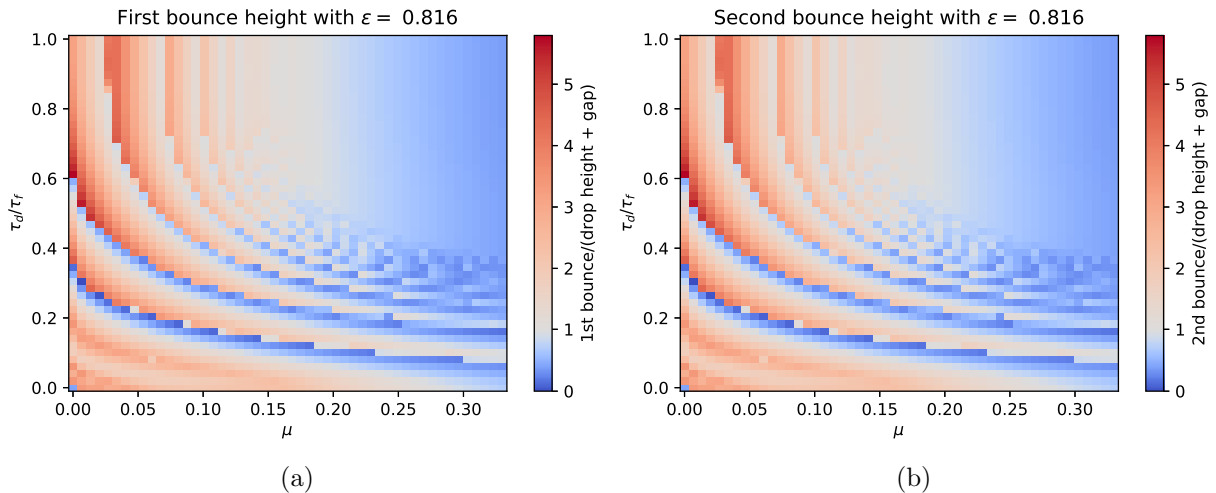 First bounce height with ε = 0.816
1.0
0.8
0.6
0.4
0.2
0.0
τd/τf
0.00 0.05 0.10 0.15 0.20 0.25 0.30
μ
5
4
3
2
1
0
1st bounce/(drop height + gap)
(a)
Second bounce height with ε = 0.816
1.0
0.8
0.6
0.4
0.2
0.0
τd/τf
0.00 0.05 0.10 0.15 0.20 0.25 0.30
μ
5
4
3
2
1
0
2nd bounce/(drop height + gap)
(b)